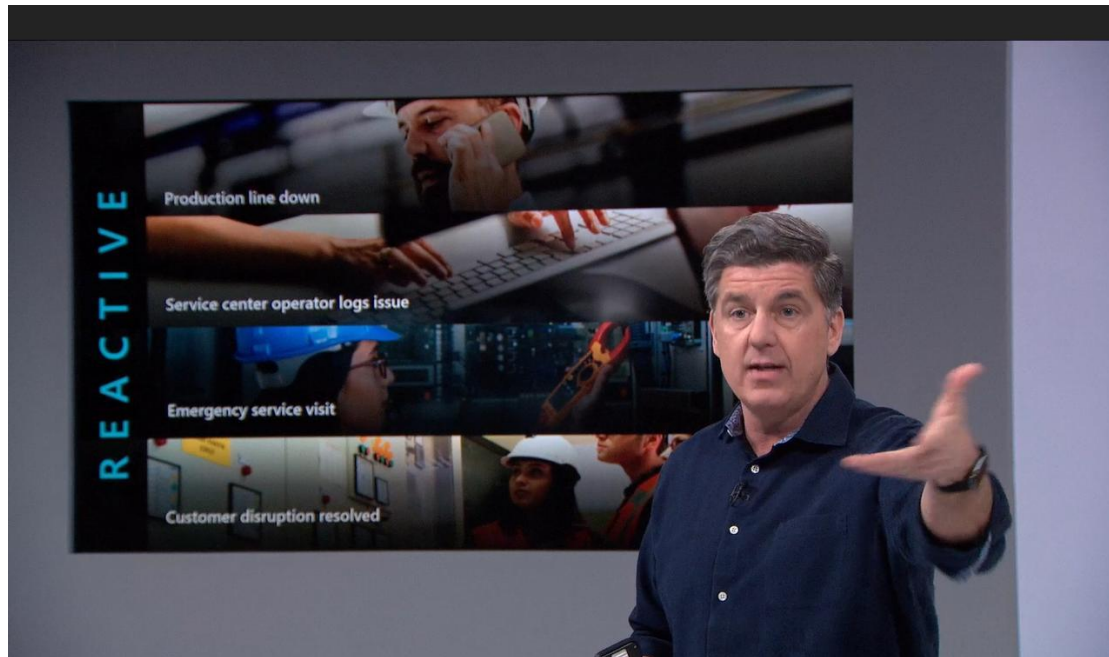 REACTIVE
Production line down
Service center operator logs issue
Emergency service visit
Customer disruption resolved